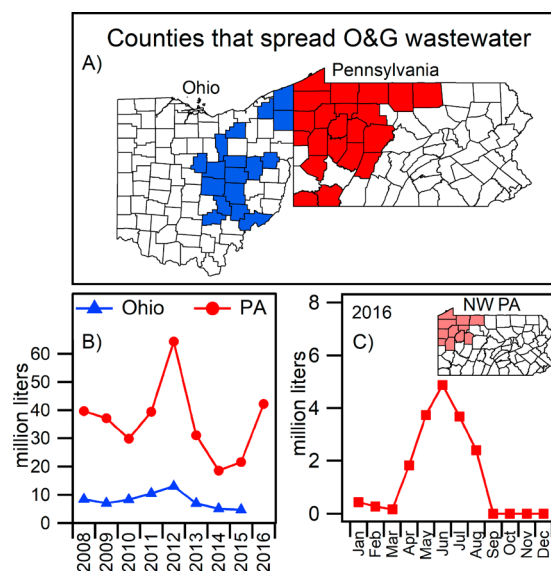 Counties that spread O&G wastewater
A)
Pennsylvania
Ohio
Ohio
PA
B)
60
50
40
30
20
10
0
million liters
2008
2009
2010
2011
2012
2013
2014
2015
2016
2016
NW PA
C)
8
6
4
2
0
million liters
Jan
Feb
Mar
Apr
May
Jun
Jul
Aug
Sep
Oct
Nov
Dec